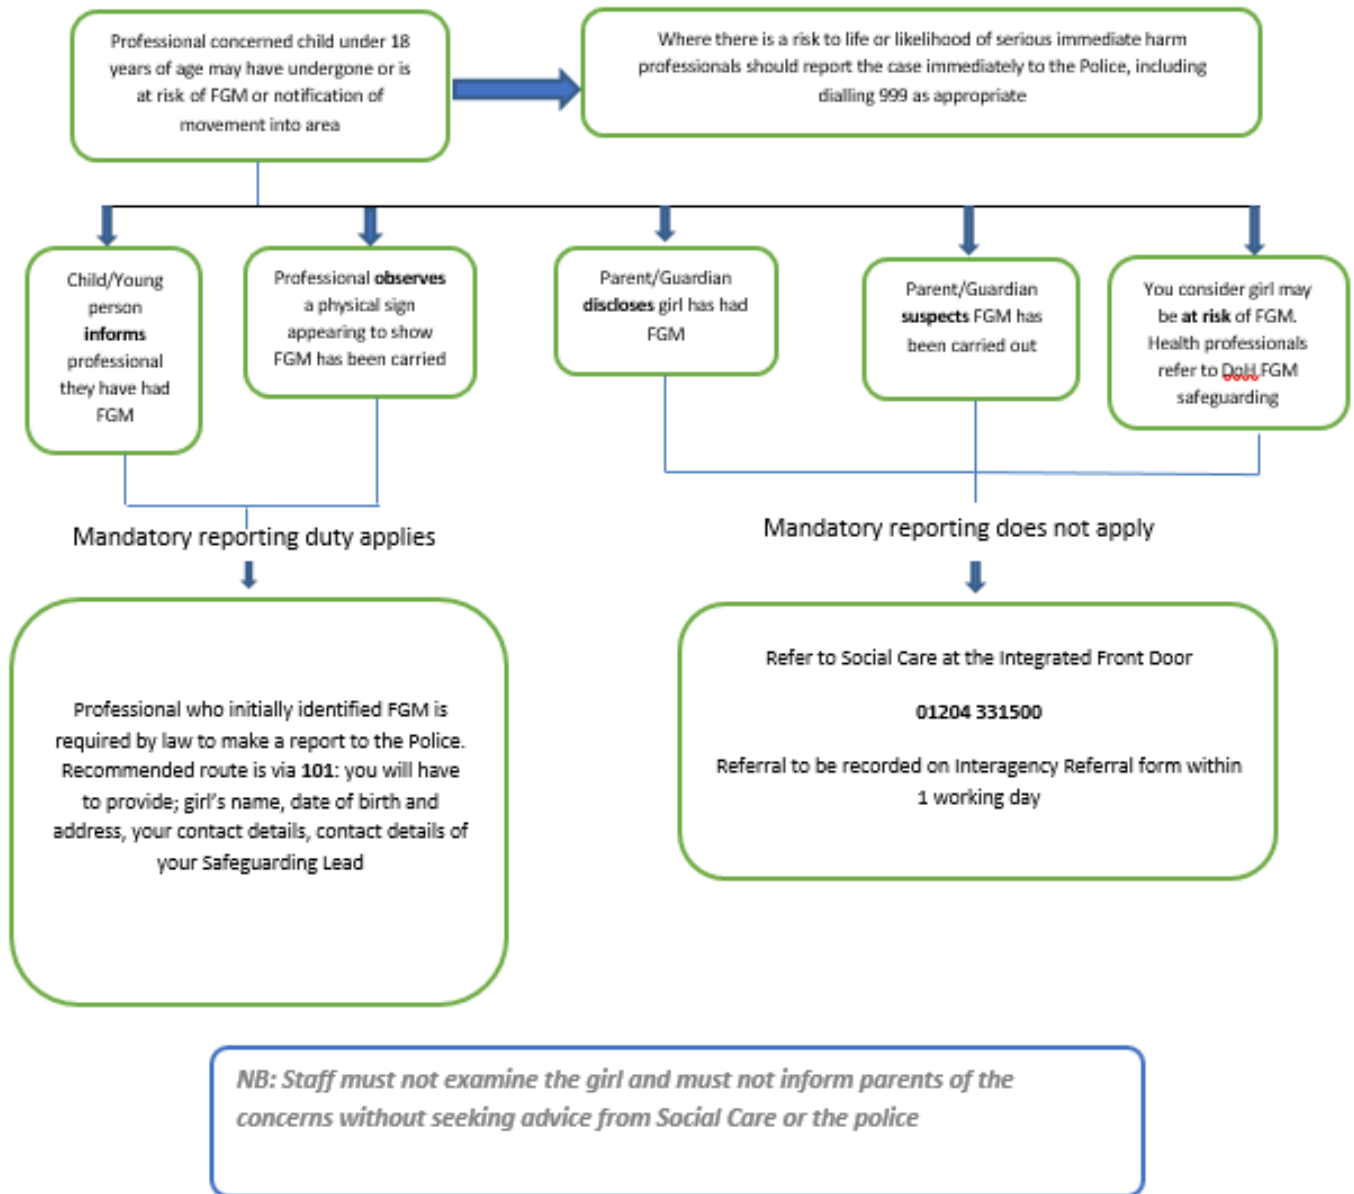 Professional concerned child under 18
years of age may have undergone or is
at risk of FGM or notification of
movement into area
Where there is a risk to life or likelihood of serious immediate harm
professionals should report the case immediately to the Police, including
dialling 999 as appropriate
Child/Young
person
informs
professional
they have had
FGM
Professional observes
a physical sign
appearing to show
FGM has been carried
Parent/Guardian
discloses girl has had
FGM
Parent/Guardian
suspects FGM has
been carried out
You consider girl may
be at risk of FGM.
Health professionals
refer to DoH FGM
safeguarding
Mandatory reporting duty applies
Mandatory reporting does not apply
Professional who initially identified FGM is
required by law to make a report to the Police.
Recommended route is via 101: you will have
to provide; girl's name, date of birth and
address, your contact details, contact details of
your Safeguarding Lead
Refer to Social Care at the Integrated Front Door
01204 331500
Referral to be recorded on Interagency Referral form within
1 working day
NB: Staff must not examine the girl and must not inform parents of the
concerns without seeking advice from Social Care or the police